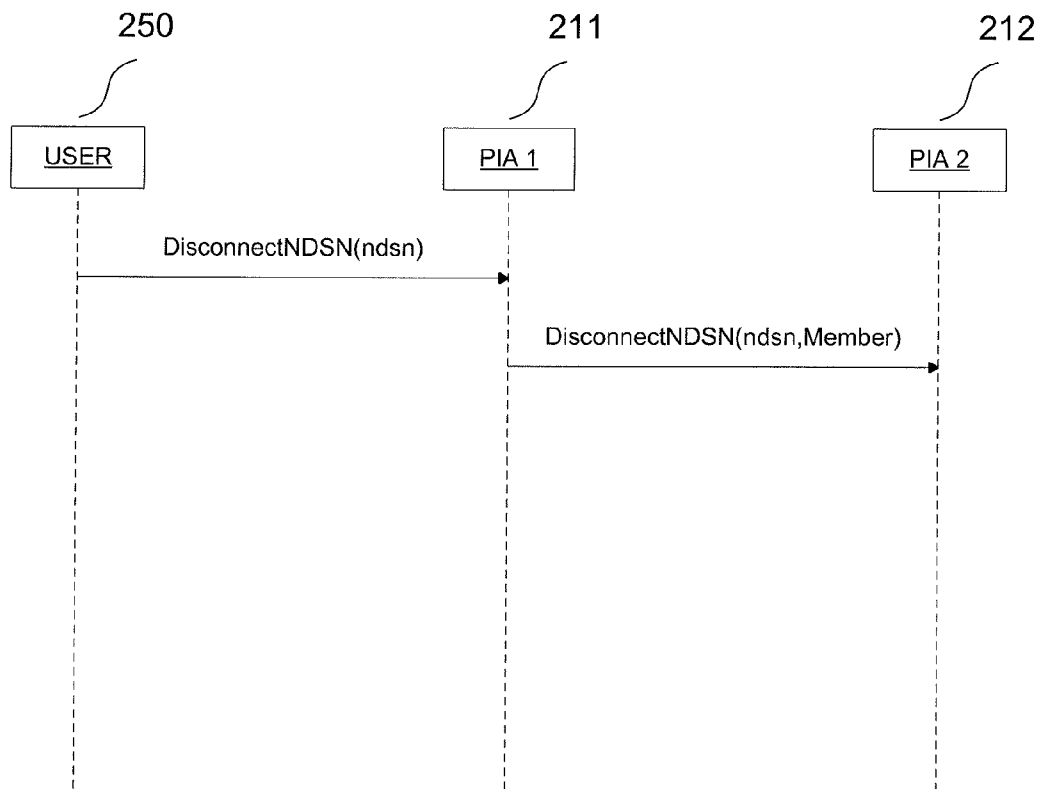 250
211
212
USER
PIA 1
PIA 2
DisconnectNDSN(ndsn)
DisconnectNDSN(ndsn,Member)